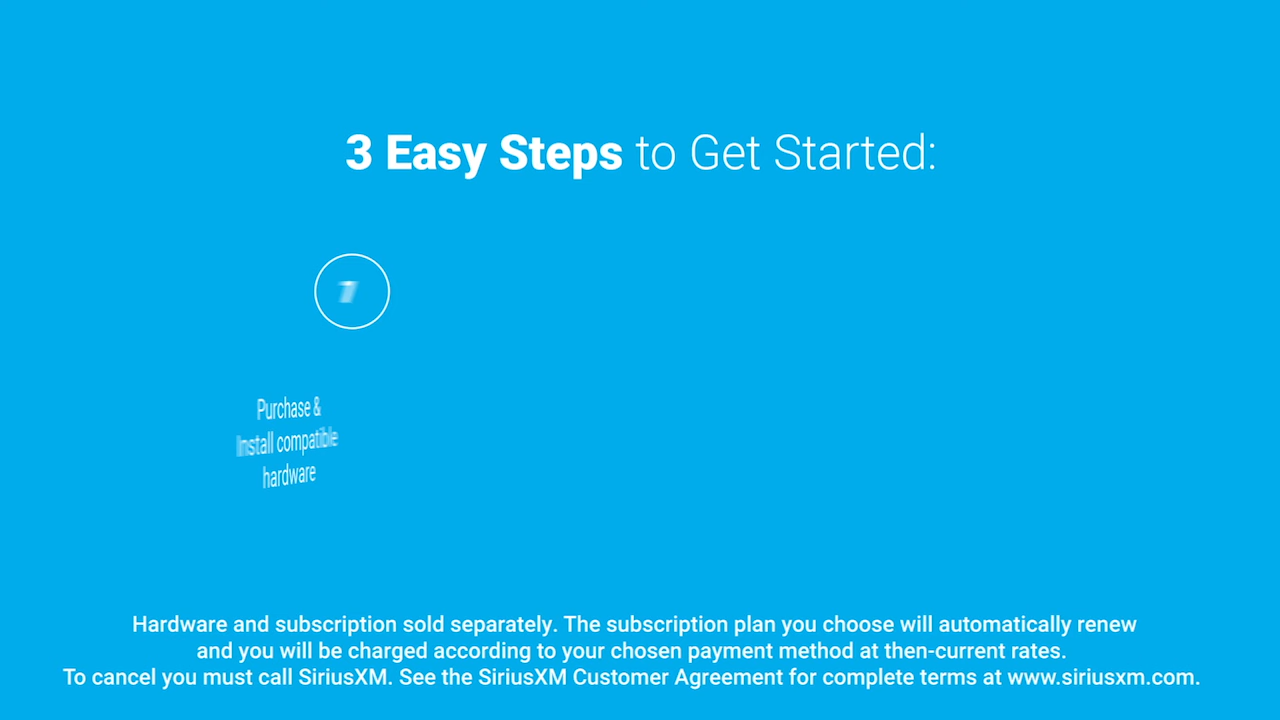 3 Easy Steps to Get Started:
1
Purchase &
Install compatible
hardware
Hardware and subscription sold separately. The subscription plan you choose will automatically renew
and you will be charged according to your chosen payment method at then-current rates.
To cancel you must call SiriusXM. See the SiriusXM Customer Agreement for complete terms at www.siriusxm.com.